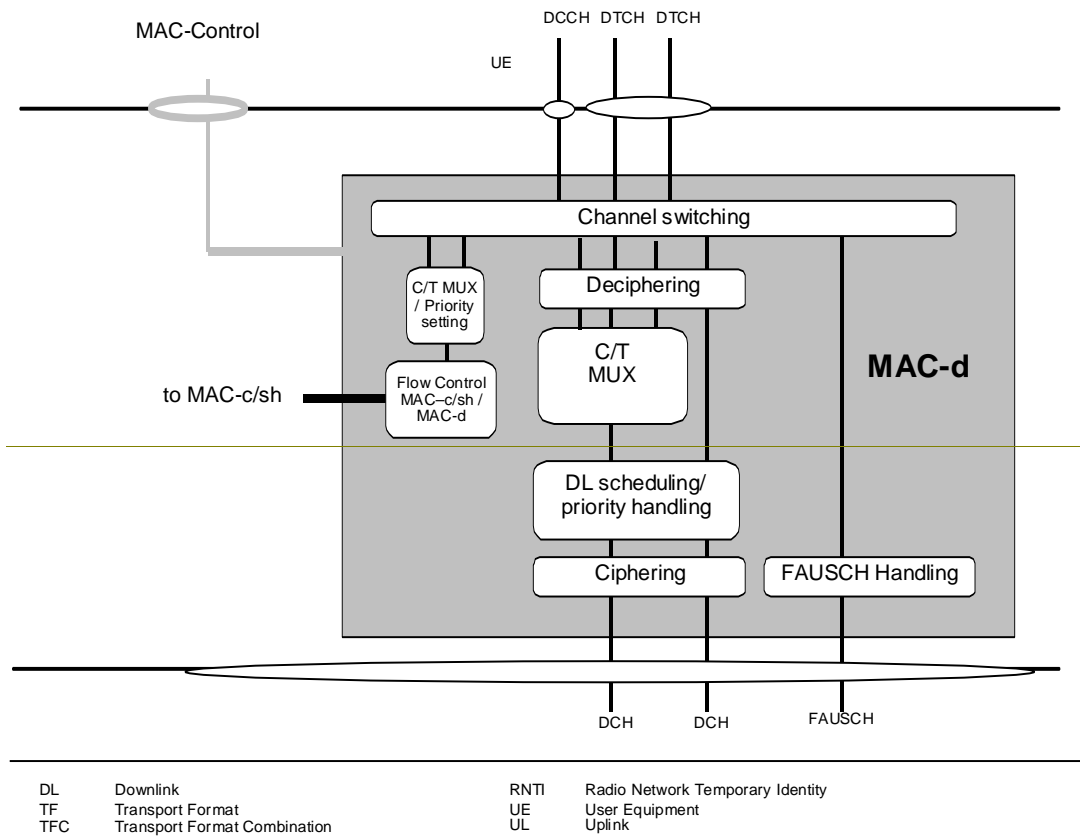 DCCH DTCH DTCH
MAC-Control
UE
Channel switching
C/T MUX
/ Priority
setting
Deciphering
C/T
MUX
MAC-d
to MAC-c/sh
Flow Control
MAC–c/sh /
MAC-d
DL scheduling/
priority handling
Ciphering
FAUSCH Handling
DCH DCH FAUSCH
DL Downlink RNTI Radio Network Temporary Identity
TF Transport Format UE User Equipment
TFC Transport Format Combination UL Uplink